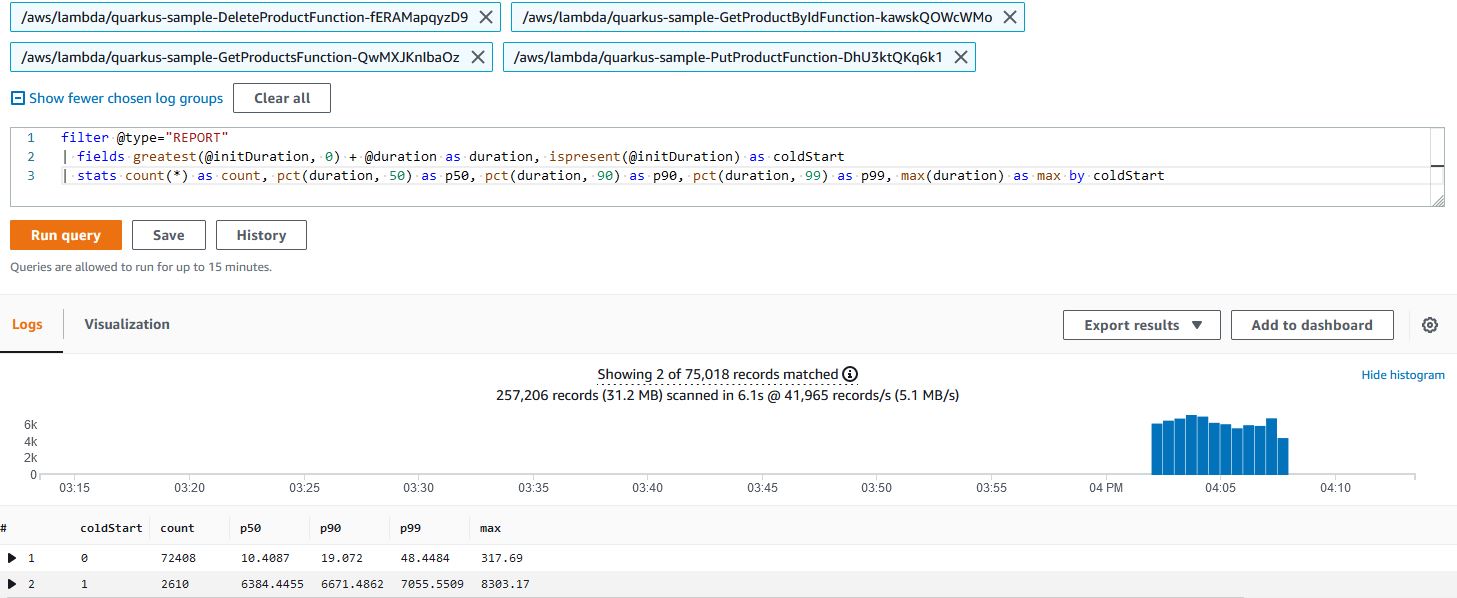 /aws/lambda/quarkus-sample-DeleteProductFunction-fERAMapqyzD9 /aws/lambda/quarkus-sample-GetProductByIdFunction-kawskQOWcWMo
/aws/lambda/quarkus-sample-GetProductsFunction-QwMXJKnIbaOz /aws/lambda/quarkus-sample-PutProductFunction-DhU3ktQKq6k1
Show fewer chosen log groups Clear all
1 filter @type="REPORT"
2 | fields greatest(@initDuration, 0) + @duration as duration, ispresent(@initDuration) as coldStart
3 | stats count(*) as count, pct(duration, 50) as p50, pct(duration, 90) as p90, pct(duration, 99) as p99, max(duration) as max by coldStart
Run query Save History
Queries are allowed to run for up to 15 minutes.
Logs Visualization Export results Add to dashboard
Showing 2 of 75,018 records matched Hide histogram
257,206 records (31.2 MB) scanned in 6.1s @ 41,965 records/s (5.1 MB/s)
6k
4k
2k
0
03:15 03:20 03:25 03:30 03:35 03:40 03:45 03:50 03:55 04 PM 04:05 04:10
# coldStart count p50 p90 p99 max
1 0 72408 10.4087 19.072 48.4484 317.69
2 1 2610 6384.4455 6671.4862 7055.5509 8303.17